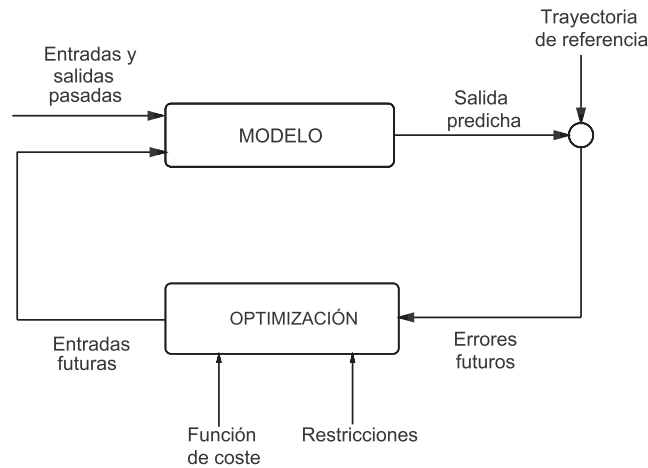 Trayectoria
de referencia
Entradas y
salidas
pasadas
Salida
predicha
MODELO
OPTIMIZACIÓN
Entradas
futuras
Errores
futuros
Función
de coste
Restricciones